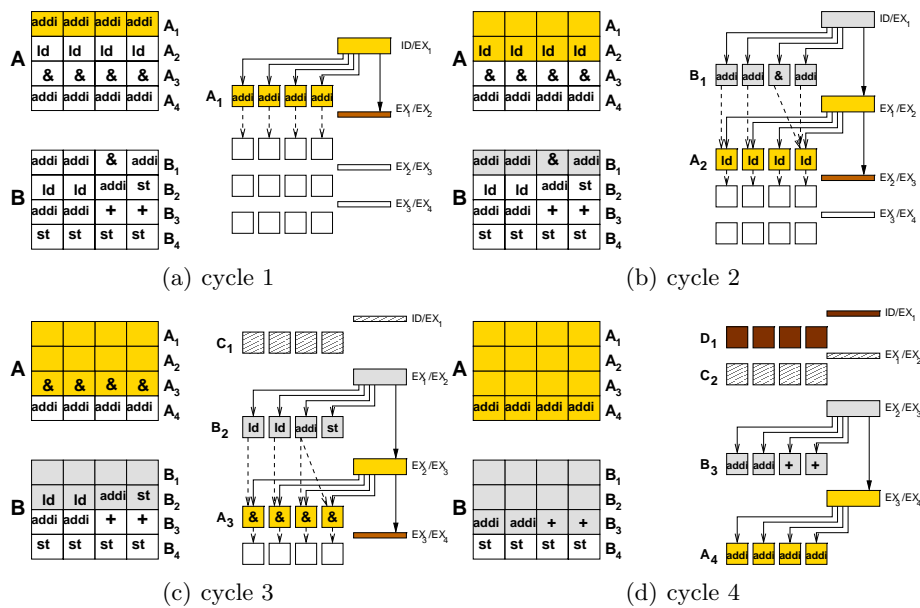 addi addi addi addi A1
ld ld ld ld A2
A
& & & & A3
addi addi addi addi A4
addi addi & addi B1
ld ld addi st B2
B
addi addi + + B3
st st st st B4
ID/EX1
A1 addi addi addi addi
EX1/EX2
EX2/EX3
EX3/EX4
(a) cycle 1
A1
ld ld ld ld A2
A
& & & & A3
addi addi addi addi A4
addi addi & addi B1
ld ld addi st B2
B
addi addi + + B3
st st st st B4
ID/EX1
B1 addi addi & addi
EX1/EX2
A2 ld ld ld ld
EX2/EX3
EX3/EX4
(b) cycle 2
A1
A2
A
& & & & A3
addi addi addi addi A4
B1
ld ld addi st B2
B
addi addi + + B3
st st st st B4
ID/EX1
C1
EX1/EX2
B2 ld ld addi st
EX2/EX3
A3 & & & &
EX3/EX4
(c) cycle 3
A1
A2
A
A3
addi addi addi addi A4
B1
B2
B
addi addi + + B3
st st st st B4
ID/EX1
D1
EX1/EX2
C2
EX2/EX3
B3 addi addi + +
EX3/EX4
A4 addi addi addi addi
(d) cycle 4